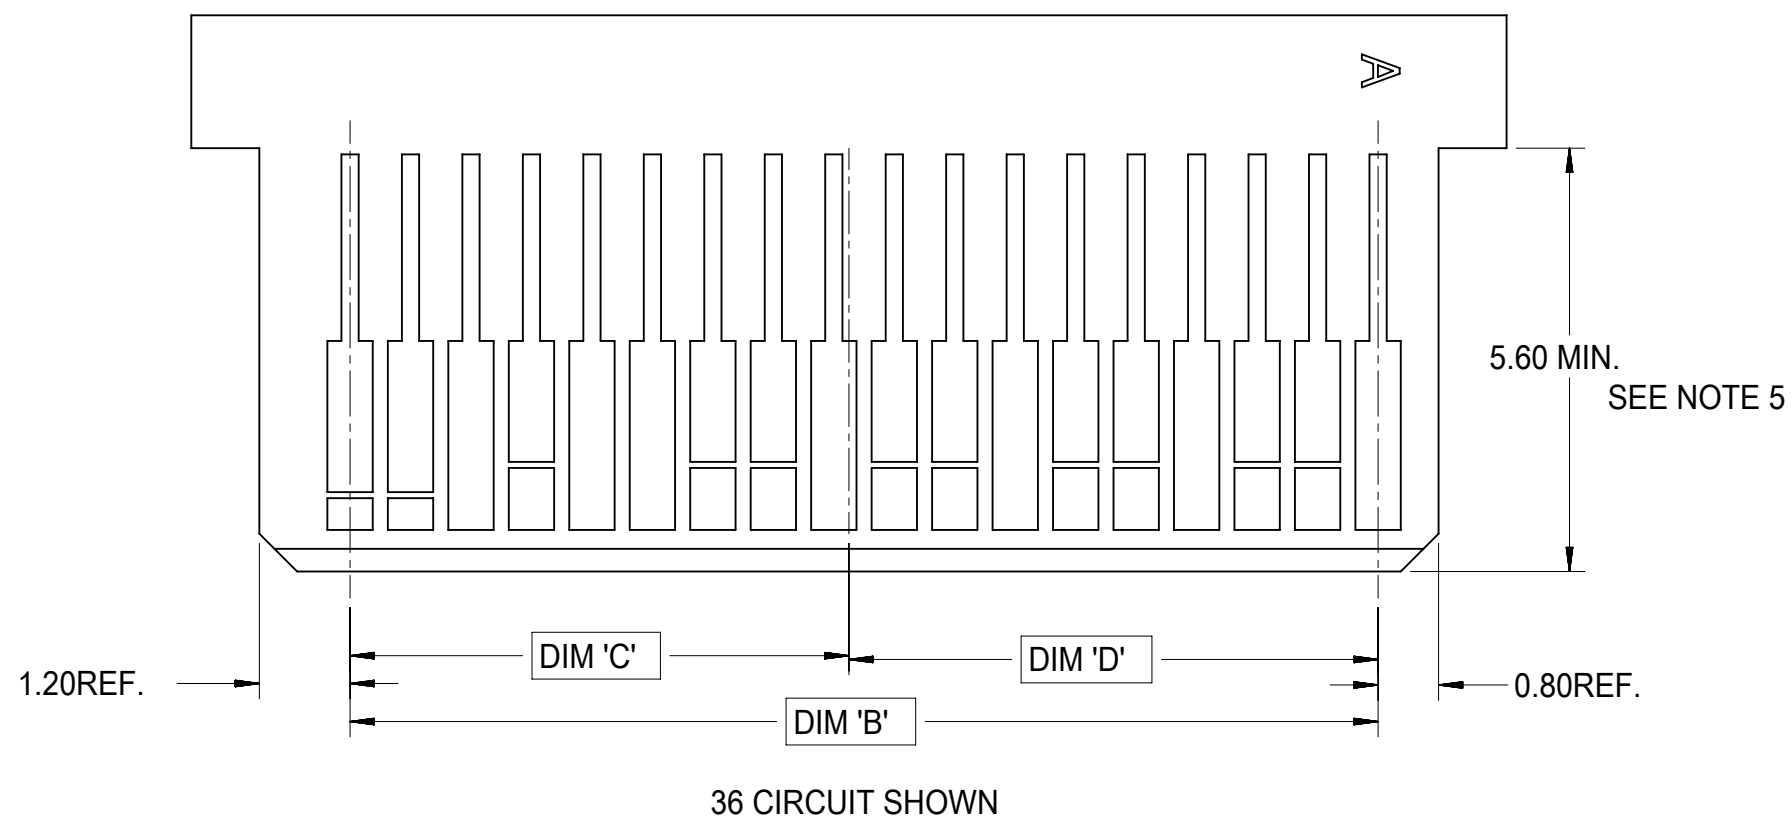 A
5.60 MIN.
SEE NOTE 5
DIM 'C'
DIM 'D'
1.20REF.
0.80REF.
DIM 'B'
36 CIRCUIT SHOWN